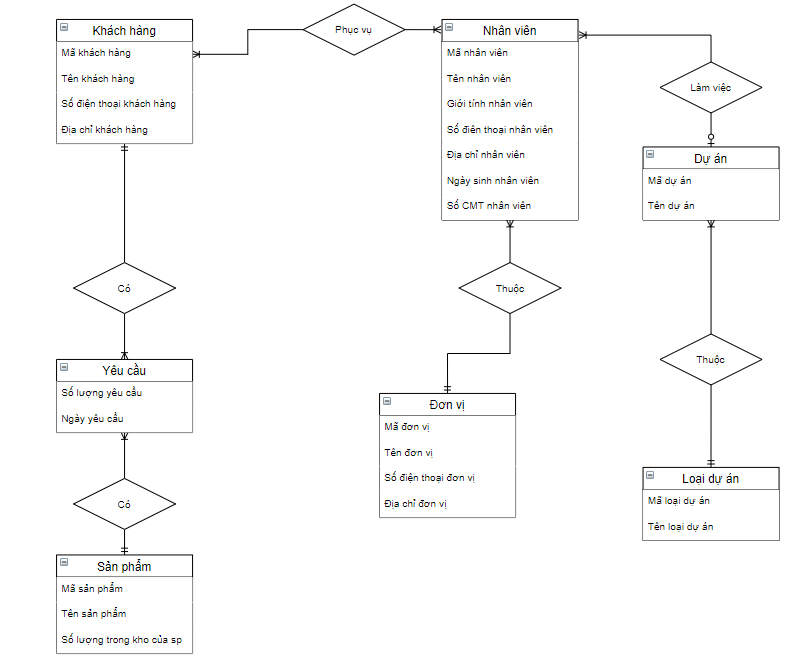 Khách hàng
Mã khách hàng
Tên khách hàng
Số điện thoại khách hàng
Địa chỉ khách hàng
Phục vụ
Nhân viên
Mã nhân viên
Tên nhân viên
Giới tính nhân viên
Số điên thoại nhân viên
Địa chỉ nhân viên
Ngày sinh nhân viên
Số CMT nhân viên
Làm việc
Dự án
Mã dự án
Tên dự án
Có
Thuộc
Thuộc
Yêu cầu
Số lượng yêu cầu
Ngày yêu cầu
Đơn vị
Mã đơn vị
Tên đơn vị
Số điện thoại đơn vị
Địa chỉ đơn vị
Loại dự án
Mã loại dự án
Tên loại dự án
Có
Sản phẩm
Mã sản phẩm
Tên sản phẩm
Số lượng trong kho của sp